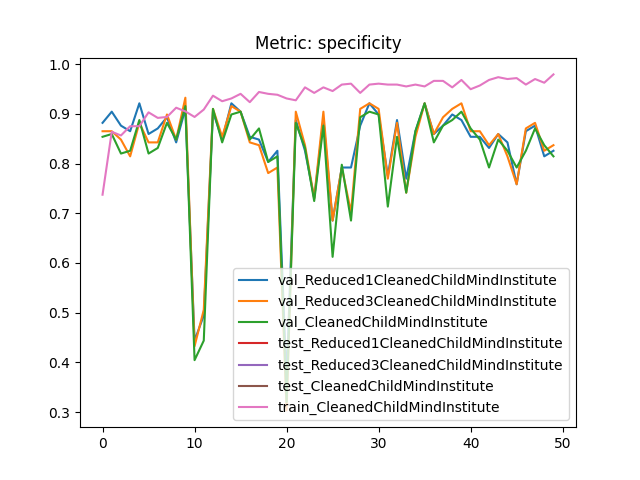 Metric: specificity
1.0
0.9
0.8
0.7
0.6
0.5
0.4
0.3
0 10 20 30 40 50
val_Reduced1CleanedChildMindInstitute
val_Reduced3CleanedChildMindInstitute
val_CleanedChildMindInstitute
test_Reduced1CleanedChildMindInstitute
test_Reduced3CleanedChildMindInstitute
test_CleanedChildMindInstitute
train_CleanedChildMindInstitute